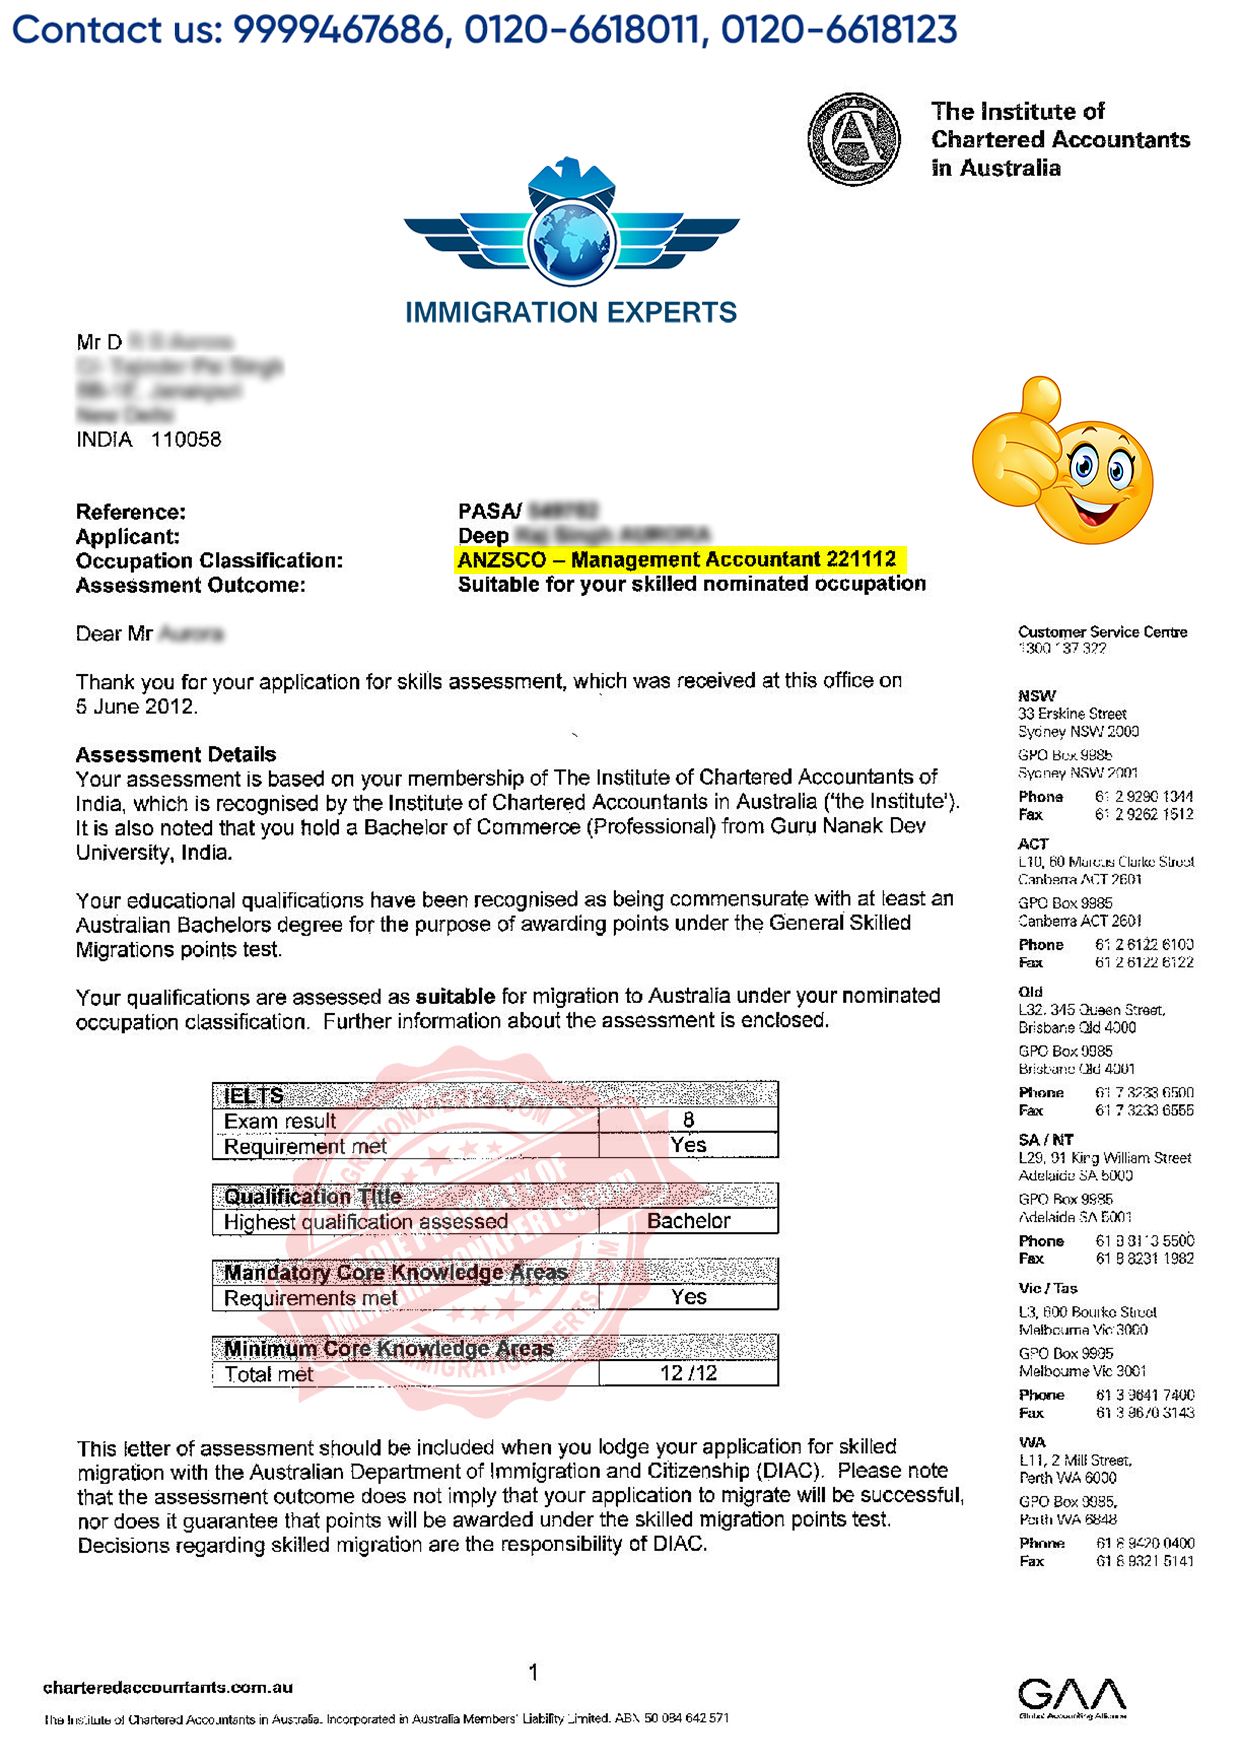 Contact us: 9999467686, 0120-6618011, 0120-6618123
The Institute of
Chartered Accountants
in Australia
IMMIGRATION EXPERTS
Mr D
INDIA 110058
Reference: PASA/
Applicant: Deep
Occupation Classification: ANZSCO – Management Accountant 221112
Assessment Outcome: Suitable for your skilled nominated occupation
Dear Mr
Thank you for your application for skills assessment, which was received at this office on
5 June 2012.
Assessment Details
Your assessment is based on your membership of The Institute of Chartered Accountants of
India, which is recognised by the Institute of Chartered Accountants in Australia ('the Institute').
It is also noted that you hold a Bachelor of Commerce (Professional) from Guru Nanak Dev
University, India.
Your educational qualifications have been recognised as being commensurate with at least an
Australian Bachelors degree for the purpose of awarding points under the General Skilled
Migrations points test.
Your qualifications are assessed as suitable for migration to Australia under your nominated
occupation classification. Further information about the assessment is enclosed.
IELTS
Exam result 8
Requirement met Yes
Qualification Title
Highest qualification assessed Bachelor
Mandatory Core Knowledge Areas
Requirements met Yes
Minimum Core Knowledge Areas
Total met 12 /12
SOLE PROPERTY OF
IMMIGRATIONXPERTS.COM
This letter of assessment should be included when you lodge your application for skilled
migration with the Australian Department of Immigration and Citizenship (DIAC). Please note
that the assessment outcome does not imply that your application to migrate will be successful,
nor does it guarantee that points will be awarded under the skilled migration points test.
Decisions regarding skilled migration are the responsibility of DIAC.
Customer Service Centre
1300 137 322
NSW
33 Erskine Street
Sydney NSW 2000
GPO Box 9985
Sydney NSW 2001
Phone 61 2 9290 1344
Fax 61 2 9262 1512
ACT
L10, 60 Marcus Clarke Street
Canberra ACT 2601
GPO Box 9985
Canberra ACT 2601
Phone 61 2 6122 6100
Fax 61 2 6122 6122
Qld
L32, 345 Queen Street,
Brisbane Qld 4000
GPO Box 9985
Brisbane Qld 4001
Phone 61 7 3233 6500
Fax 61 7 3233 6555
SA / NT
L29, 91 King William Street
Adelaide SA 5000
GPO Box 9985
Adelaide SA 5001
Phone 61 8 8113 5500
Fax 61 8 8231 1982
Vic / Tas
L3, 600 Bourke Street
Melbourne Vic 3000
GPO Box 9985
Melbourne Vic 3001
Phone 61 3 9641 7400
Fax 61 3 9670 3143
WA
L11, 2 Mill Street,
Perth WA 6000
GPO Box 9985,
Perth WA 6848
Phone 61 8 9420 0400
Fax 61 8 9321 5141
1
chartered​accountants.com.au
The Institute of Chartered Accountants in Australia. Incorporated in Australia Members' Liability Limited. ABN 50 084 642 571
GAA
Global Accounting Alliance